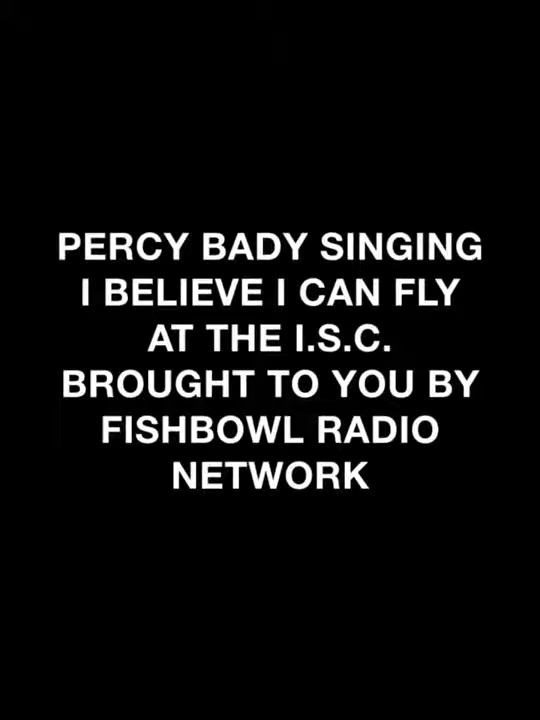 PERCY BADY SINGING
I BELIEVE I CAN FLY
AT THE I.S.C.
BROUGHT TO YOU BY
FISHBOWL RADIO
NETWORK